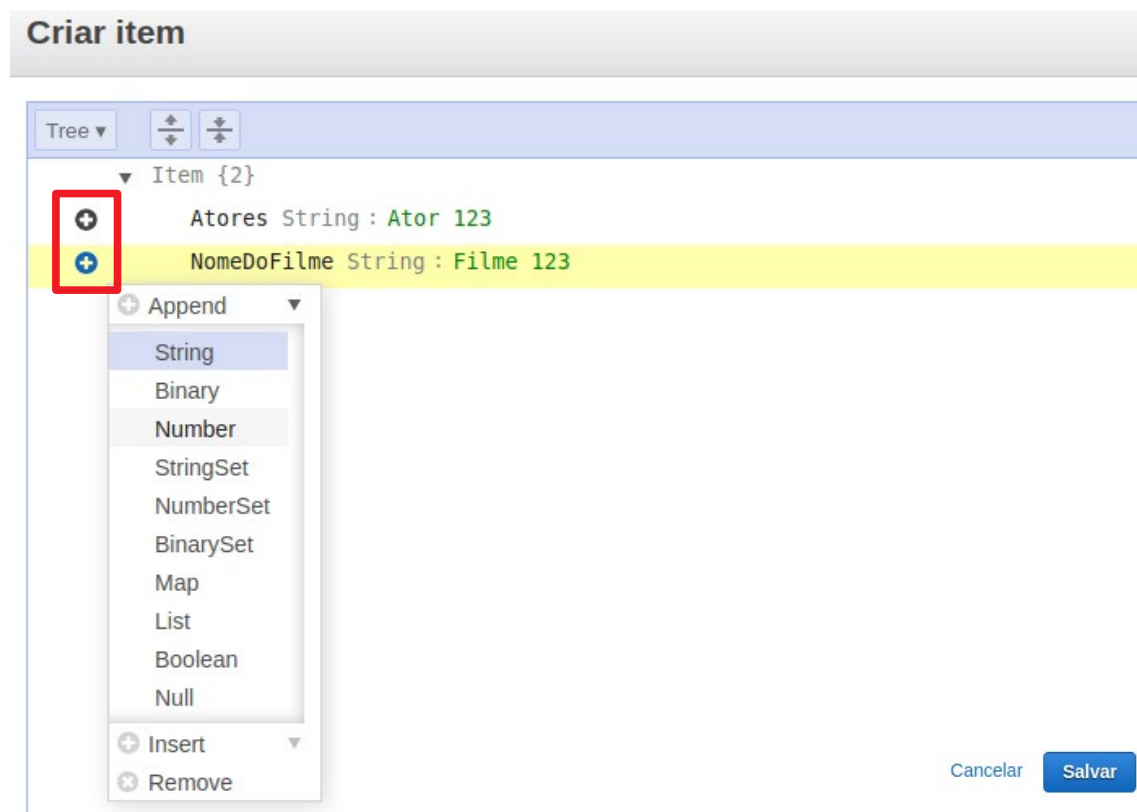 Criar item
Tree ▾
▼ Item {2}
Atores String : Ator 123
NomeDoFilme String : Filme 123
Append ▼
String
Binary
Number
StringSet
NumberSet
BinarySet
Map
List
Boolean
Null
Insert ▼
Remove
Cancelar Salvar